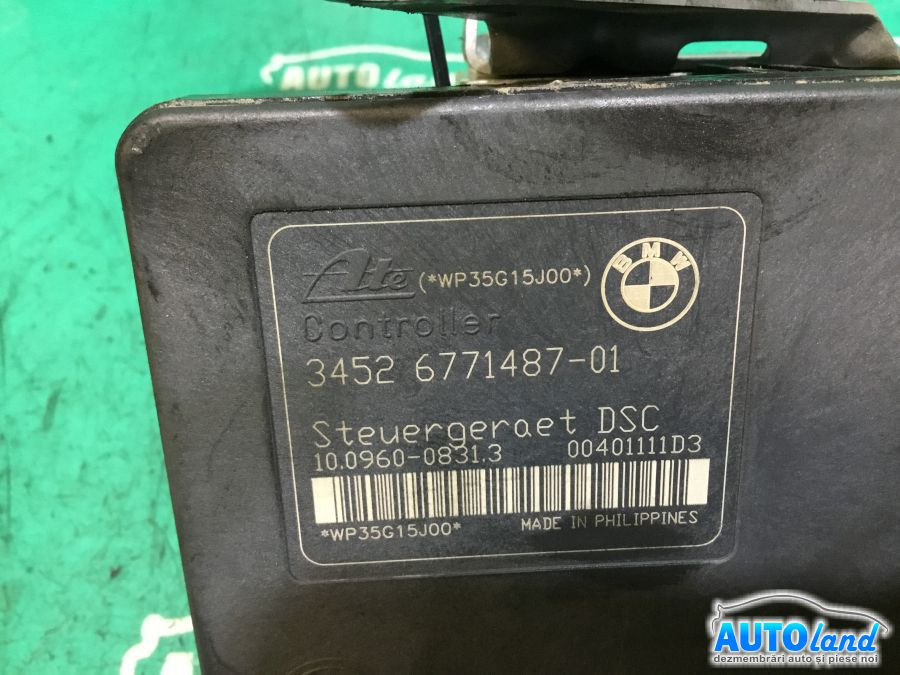 AUTOland
Ate (*WP35G15J00*)
BMW
Controller
3452 6771487-01
Steuergeraet DSC
10.0960-0831.3 00401111D3
*WP35G15J00* MADE IN PHILIPPINES
AUTOland
dezmembrări auto și piese noi